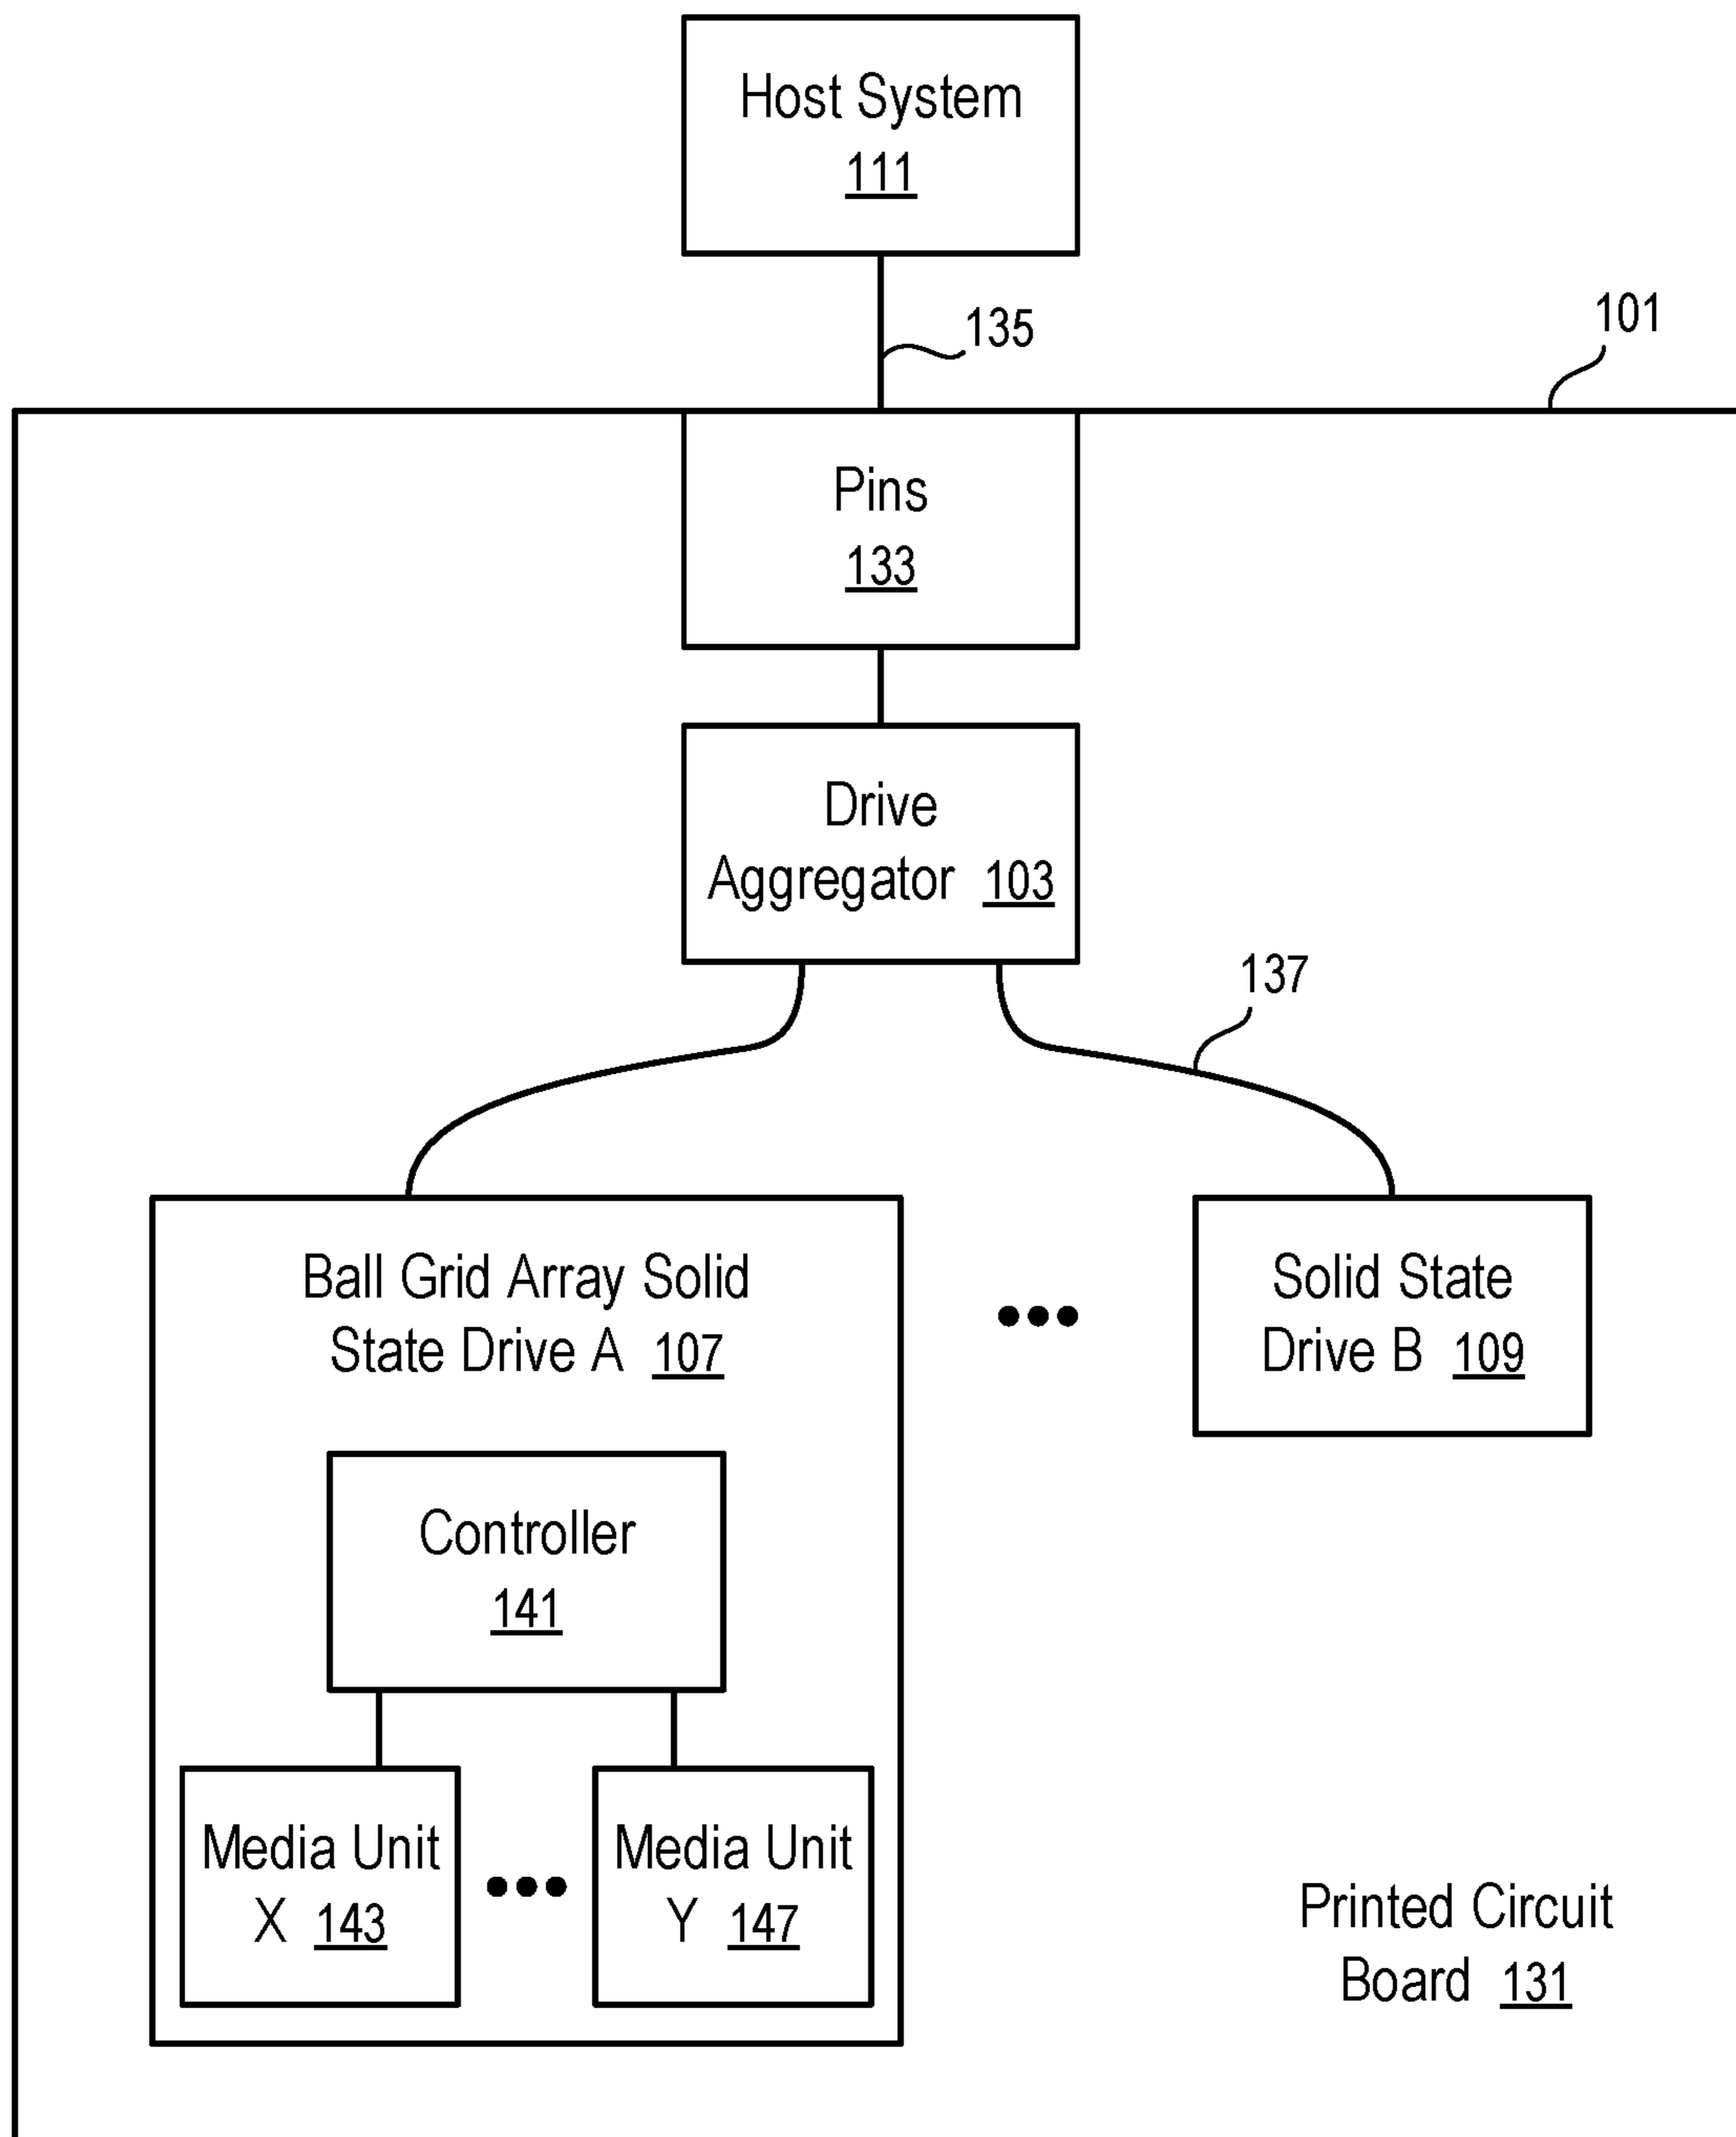 Host System
111
135
101
Pins
133
Drive
Aggregator 103
137
Ball Grid Array Solid
State Drive A 107
Solid State
Drive B 109
Controller
141
Media Unit
X 143
Media Unit
Y 147
Printed Circuit
Board 131